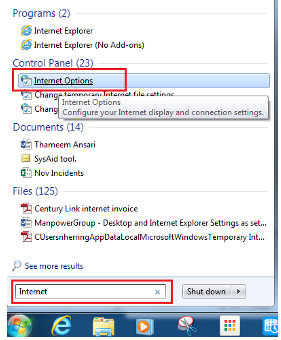 Programs (2)
Internet Explorer
Internet Explorer (No Add-ons)
Control Panel (23)
Internet Options
Change temporary Internet file settings
Chang
Internet Options
Configure your Internet display and connection settings.
Documents (14)
Thameem Ansari
SysAid tool.
Nov Incidents
Files (125)
Century Link internet invoice
ManpowerGroup - Desktop and Internet Explorer Settings as set...
CUsersnherringAppDataLocalMicrosoftWindowsTemporary Int...
See more results
Internet
x
Shut down